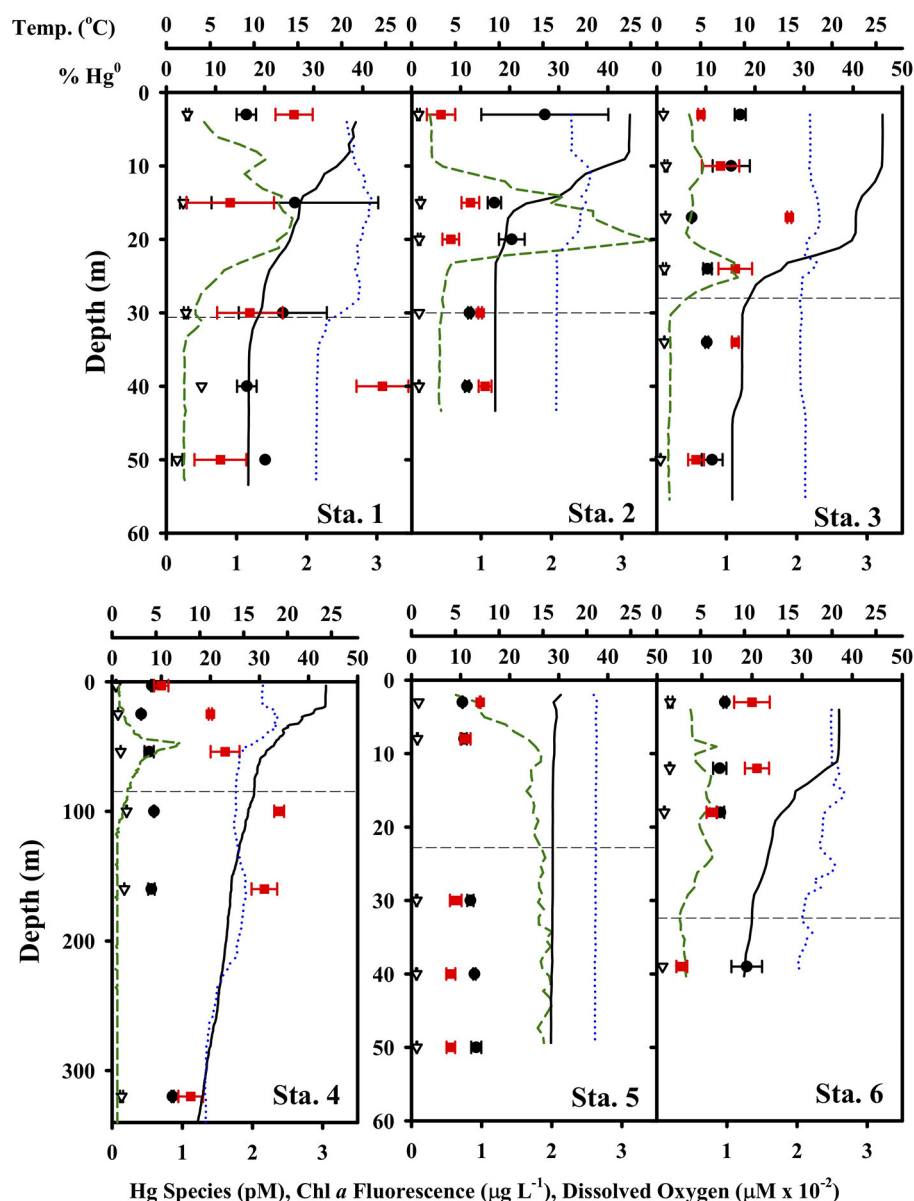 Temp. (°C)
0 5 10 15 20 25 0 5 10 15 20 25 0 5 10 15 20 25
% Hg⁰
0 10 20 30 40 0 10 20 30 40 0 10 20 30 40 50
0
10
20
30
40
50
60
Depth (m)
Sta. 1 Sta. 2 Sta. 3
0 1 2 3 1 2 3 1 2 3
0 5 10 15 20 25 0 5 10 15 20 25 0 5 10 15 20 25
0 10 20 30 40 50 0 10 20 30 40 50 10 20 30 40 50
0
100
200
300
Depth (m)
0
10
20
30
40
50
60
Sta. 4 Sta. 5 Sta. 6
0 1 2 3 1 2 3 1 2 3
Hg Species (pM), Chl a Fluorescence (µg L⁻¹), Dissolved Oxygen (µM x 10⁻²)